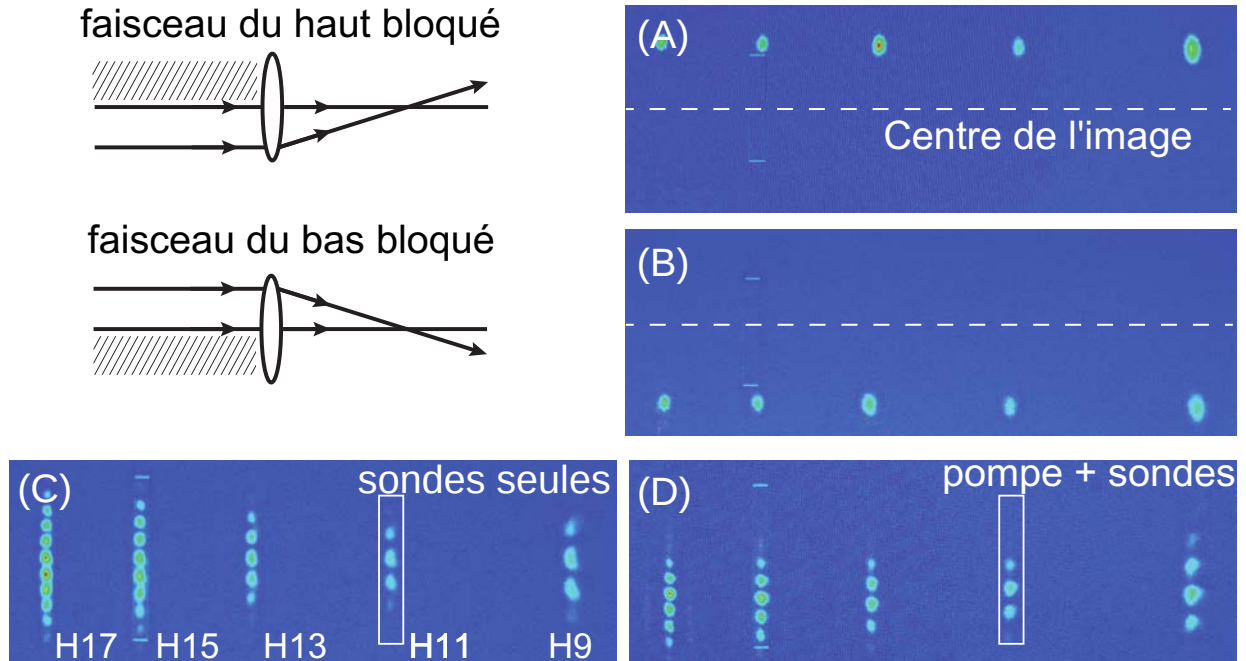 faisceau du haut bloqué
(A)
Centre de l'image
faisceau du bas bloqué
(B)
(C)
sondes seules
H17
H15
H13
H11
H9
(D)
pompe + sondes